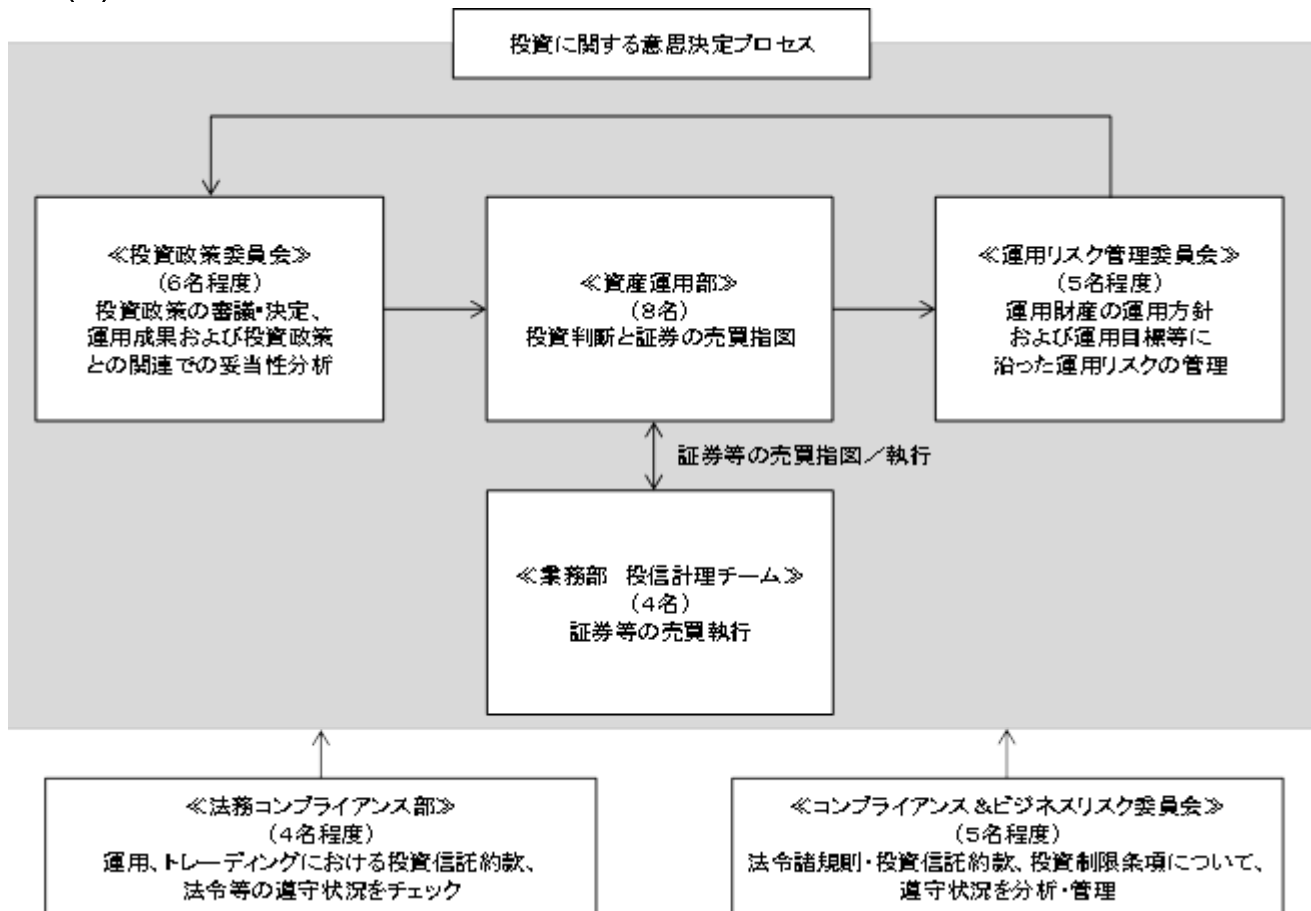 投資に関する意思決定プロセス
≪投資政策委員会≫
(6名程度)
投資政策の審議・決定、
運用成果および投資政策
との関連での妥当性分析
≪資産運用部≫
(8名)
投資判断と証券の売買指図
≪運用リスク管理委員会≫
(5名程度)
運用財産の運用方針
および運用目標等に
沿った運用リスクの管理
証券等の売買指図／執行
≪業務部　投信計理チーム≫
(4名)
証券等の売買執行
≪法務コンプライアンス部≫
(4名程度)
運用、トレーディングにおける投資信託約款、
法令等の遵守状況をチェック
≪コンプライアンス&ビジネスリスク委員会≫
(5名程度)
法令諸規則・投資信託約款、投資制限条項について、
遵守状況を分析・管理